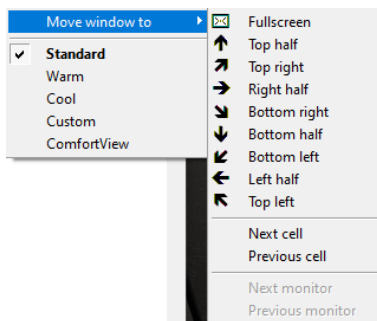 Move window to
Standard
Warm
Cool
Custom
ComfortView
Fullscreen
Top half
Top right
Right half
Bottom right
Bottom half
Bottom left
Left half
Top left
Next cell
Previous cell
Next monitor
Previous monitor